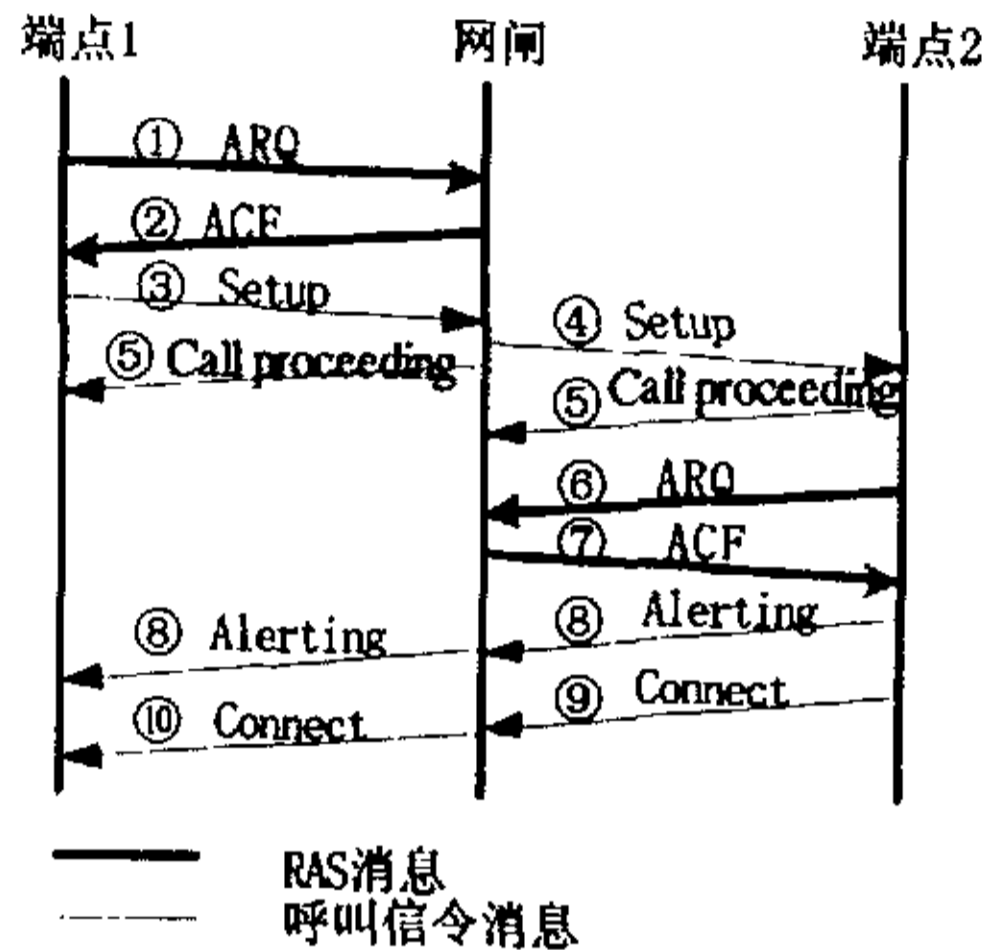 端点1 网闸 端点2
① ARQ
② ACF
③ Setup
④ Setup
⑤ Call proceeding
⑤ Call proceeding
⑥ ARQ
⑦ ACF
⑧ Alerting
⑧ Alerting
⑨ Connect
⑩ Connect
RAS消息
呼叫信令消息